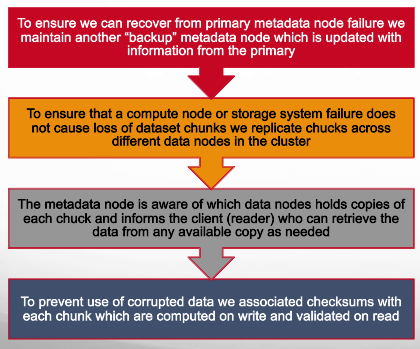 To ensure we can recover from primary metadata node failure we
maintain another “backup” metadata node which is updated with
information from the primary
To ensure that a compute node or storage system failure does
not cause loss of dataset chunks we replicate chucks across
different data nodes in the cluster
The metadata node is aware of which data nodes holds copies of
each chuck and informs the client (reader) who can retrieve the
data from any available copy as needed
To prevent use of corrupted data we associated checksums with
each chunk which are computed on write and validated on read